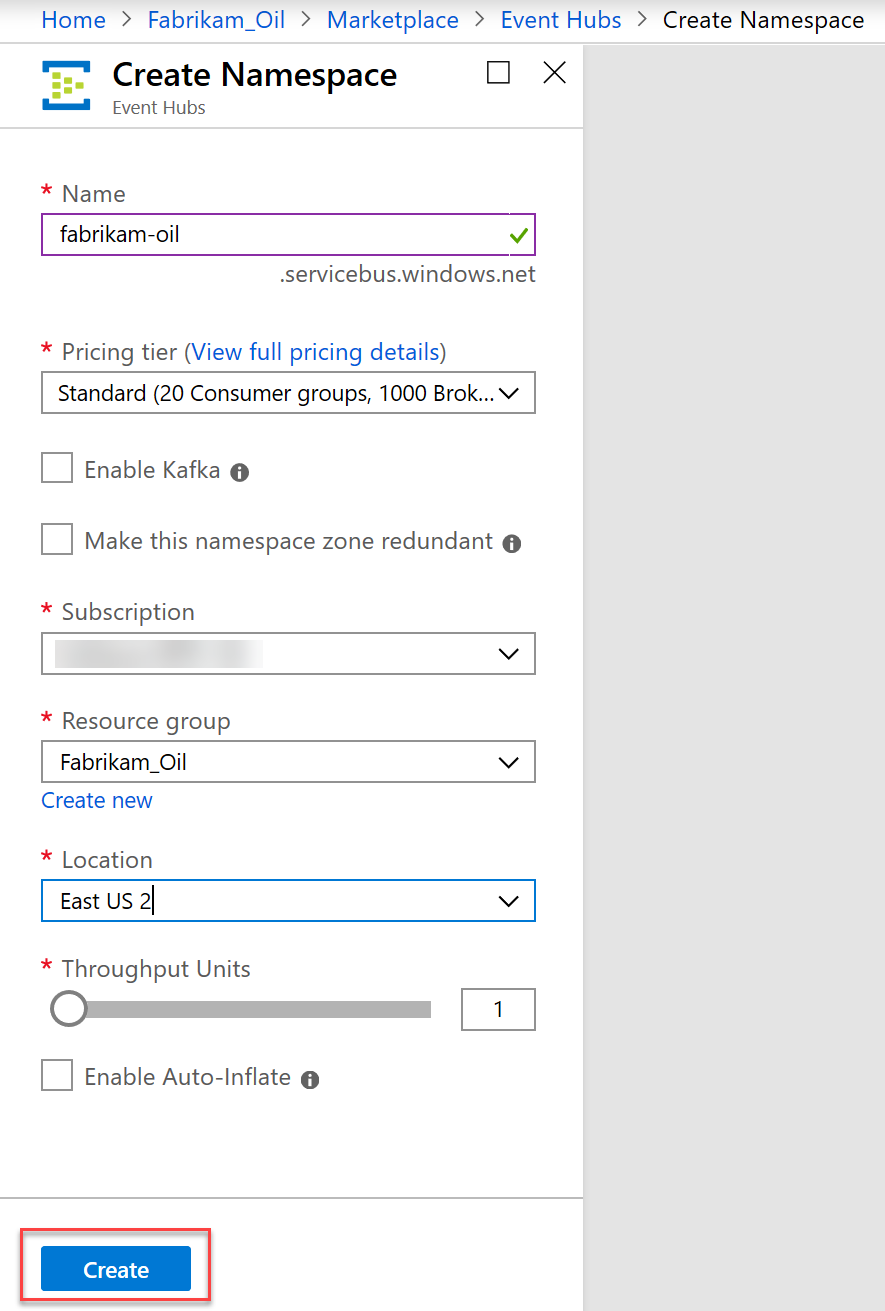 Home > Fabrikam_Oil > Marketplace > Event Hubs > Create Namespace
Create Namespace
Event Hubs
* Name
fabrikam-oil
.servicebus.windows.net
* Pricing tier (View full pricing details)
Standard (20 Consumer groups, 1000 Brok...
Enable Kafka
Make this namespace zone redundant
* Subscription
* Resource group
Fabrikam_Oil
Create new
* Location
East US 2
* Throughput Units
1
Enable Auto-Inflate
Create